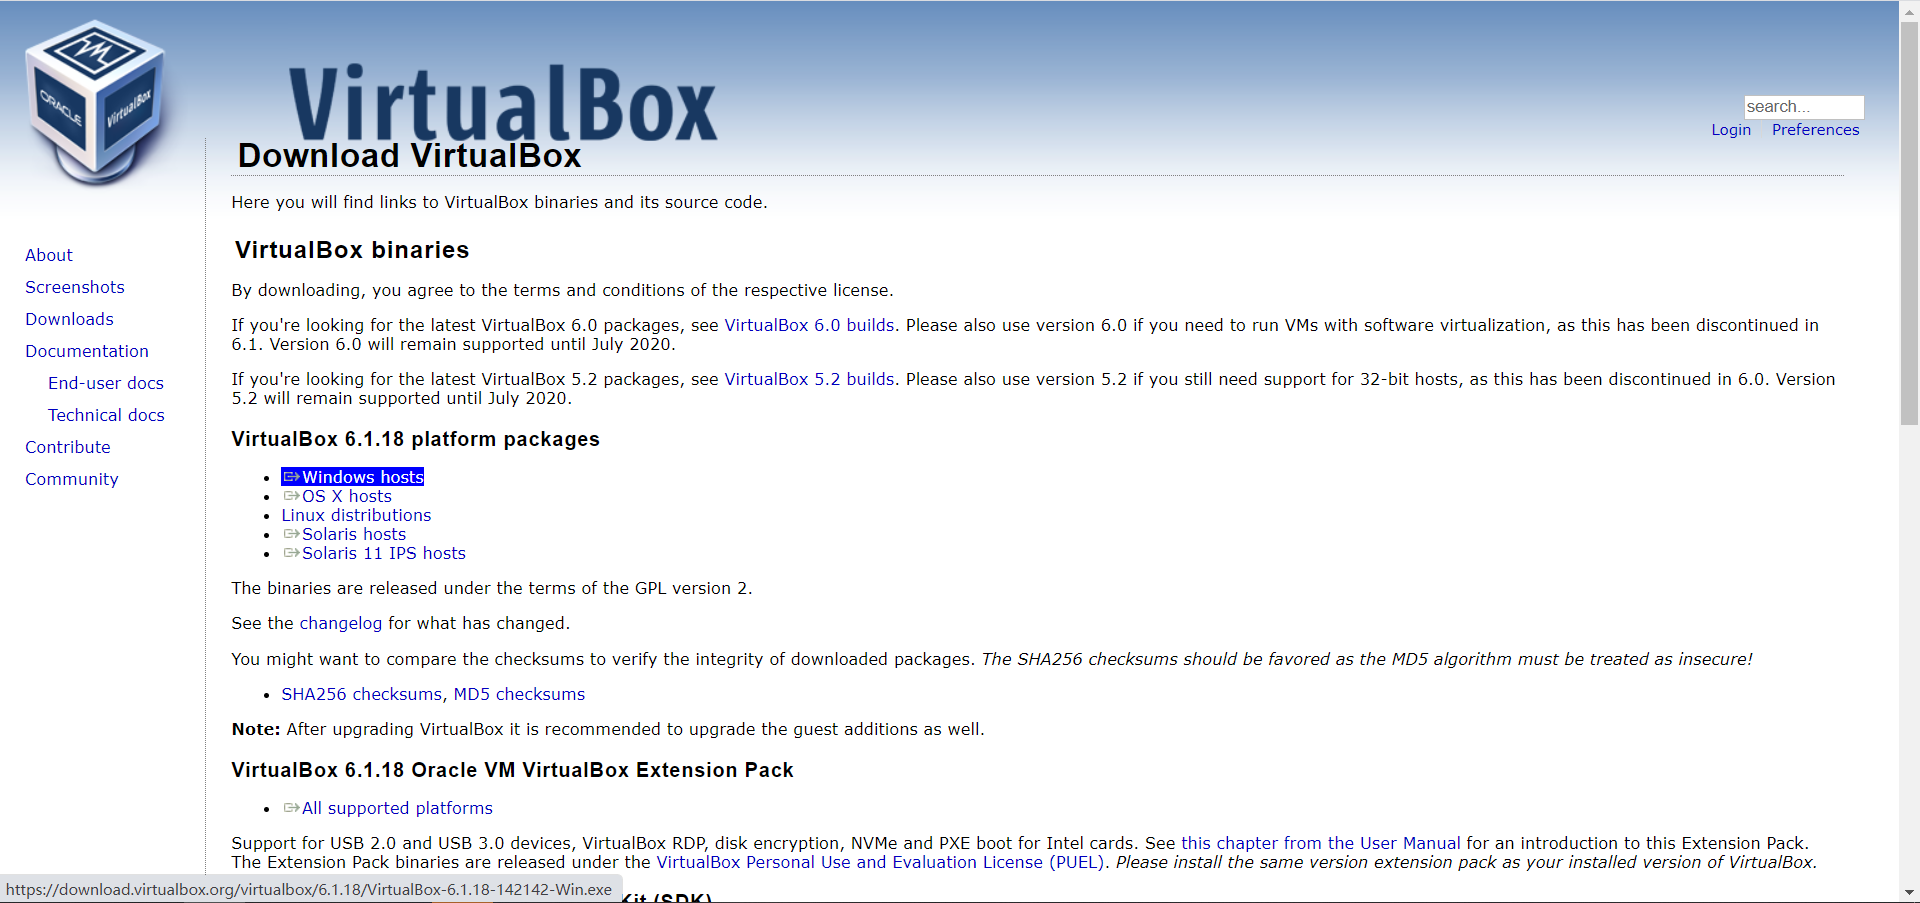 ORACLE
VirtualBox
VirtualBox
search...
Login Preferences
Download VirtualBox
Here you will find links to VirtualBox binaries and its source code.
About
Screenshots
Downloads
Documentation
End-user docs
Technical docs
Contribute
Community
VirtualBox binaries
By downloading, you agree to the terms and conditions of the respective license.
If you're looking for the latest VirtualBox 6.0 packages, see VirtualBox 6.0 builds. Please also use version 6.0 if you need to run VMs with software virtualization, as this has been discontinued in
6.1. Version 6.0 will remain supported until July 2020.
If you're looking for the latest VirtualBox 5.2 packages, see VirtualBox 5.2 builds. Please also use version 5.2 if you still need support for 32-bit hosts, as this has been discontinued in 6.0. Version
5.2 will remain supported until July 2020.
VirtualBox 6.1.18 platform packages
Windows hosts
OS X hosts
Linux distributions
Solaris hosts
Solaris 11 IPS hosts
The binaries are released under the terms of the GPL version 2.
See the changelog for what has changed.
You might want to compare the checksums to verify the integrity of downloaded packages. The SHA256 checksums should be favored as the MD5 algorithm must be treated as insecure!
SHA256 checksums, MD5 checksums
Note: After upgrading VirtualBox it is recommended to upgrade the guest additions as well.
VirtualBox 6.1.18 Oracle VM VirtualBox Extension Pack
All supported platforms
Support for USB 2.0 and USB 3.0 devices, VirtualBox RDP, disk encryption, NVMe and PXE boot for Intel cards. See this chapter from the User Manual for an introduction to this Extension Pack.
The Extension Pack binaries are released under the VirtualBox Personal Use and Evaluation License (PUEL). Please install the same version extension pack as your installed version of VirtualBox.
https://download.virtualbox.org/virtualbox/6.1.18/VirtualBox-6.1.18-142142-Win.exe
Kit (SDK)